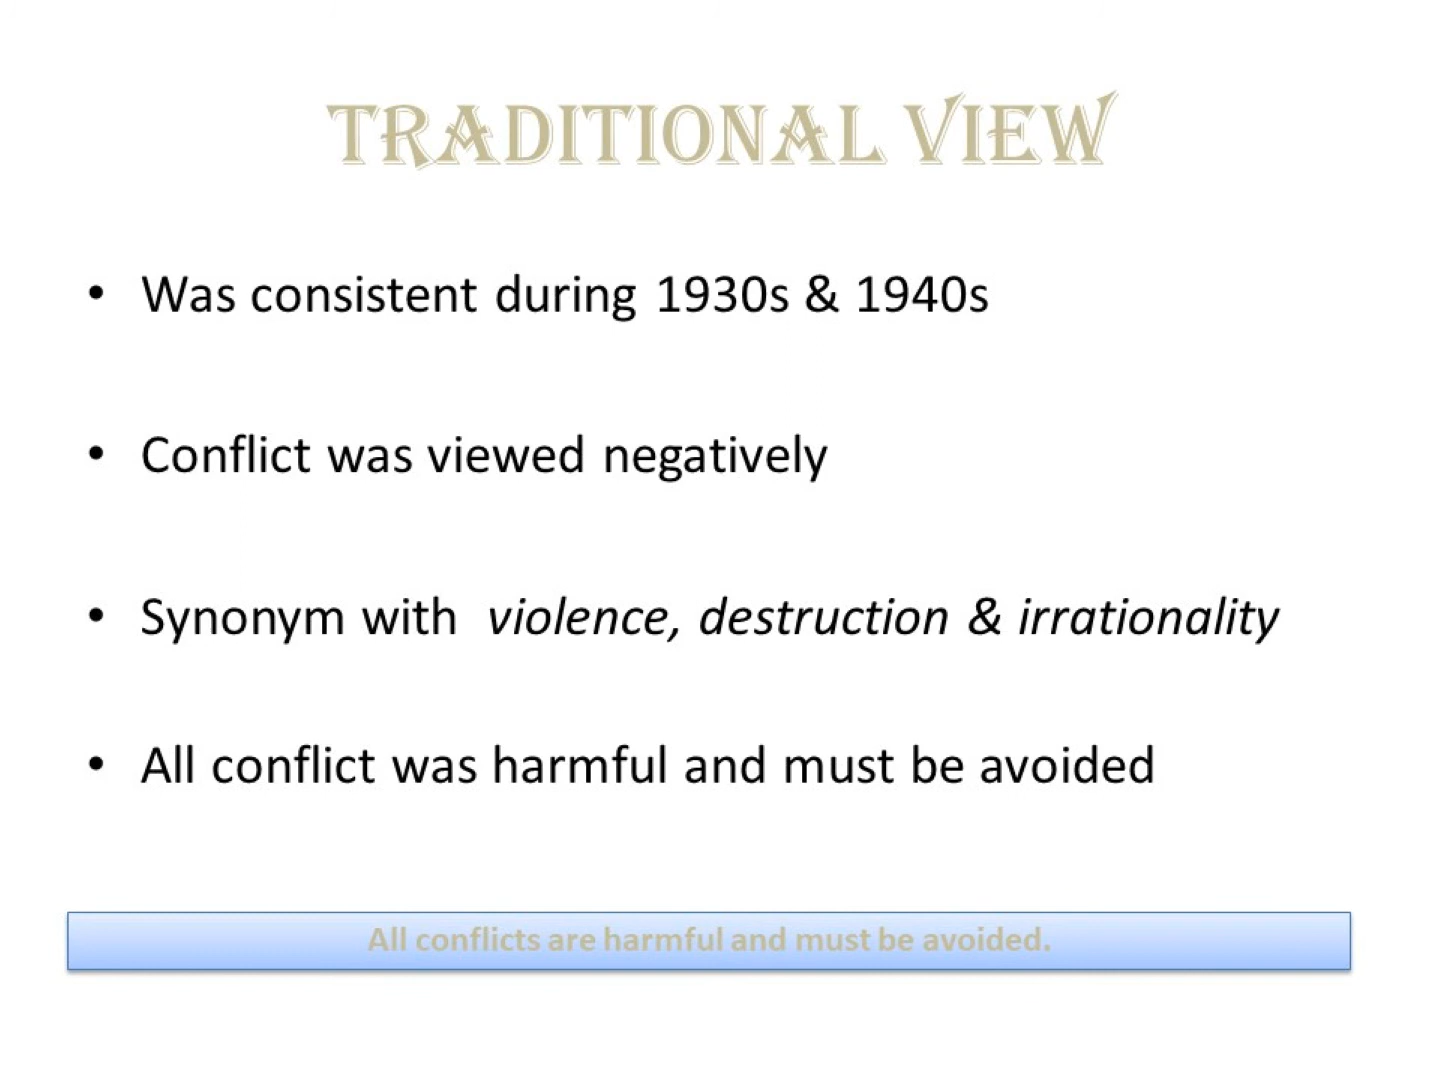 TRADITIONAL VIEW
• Was consistent during 1930s & 1940s
• Conflict was viewed negatively
• Synonym with violence, destruction & irrationality
• All conflict was harmful and must be avoided
All conflicts are harmful and must be avoided.